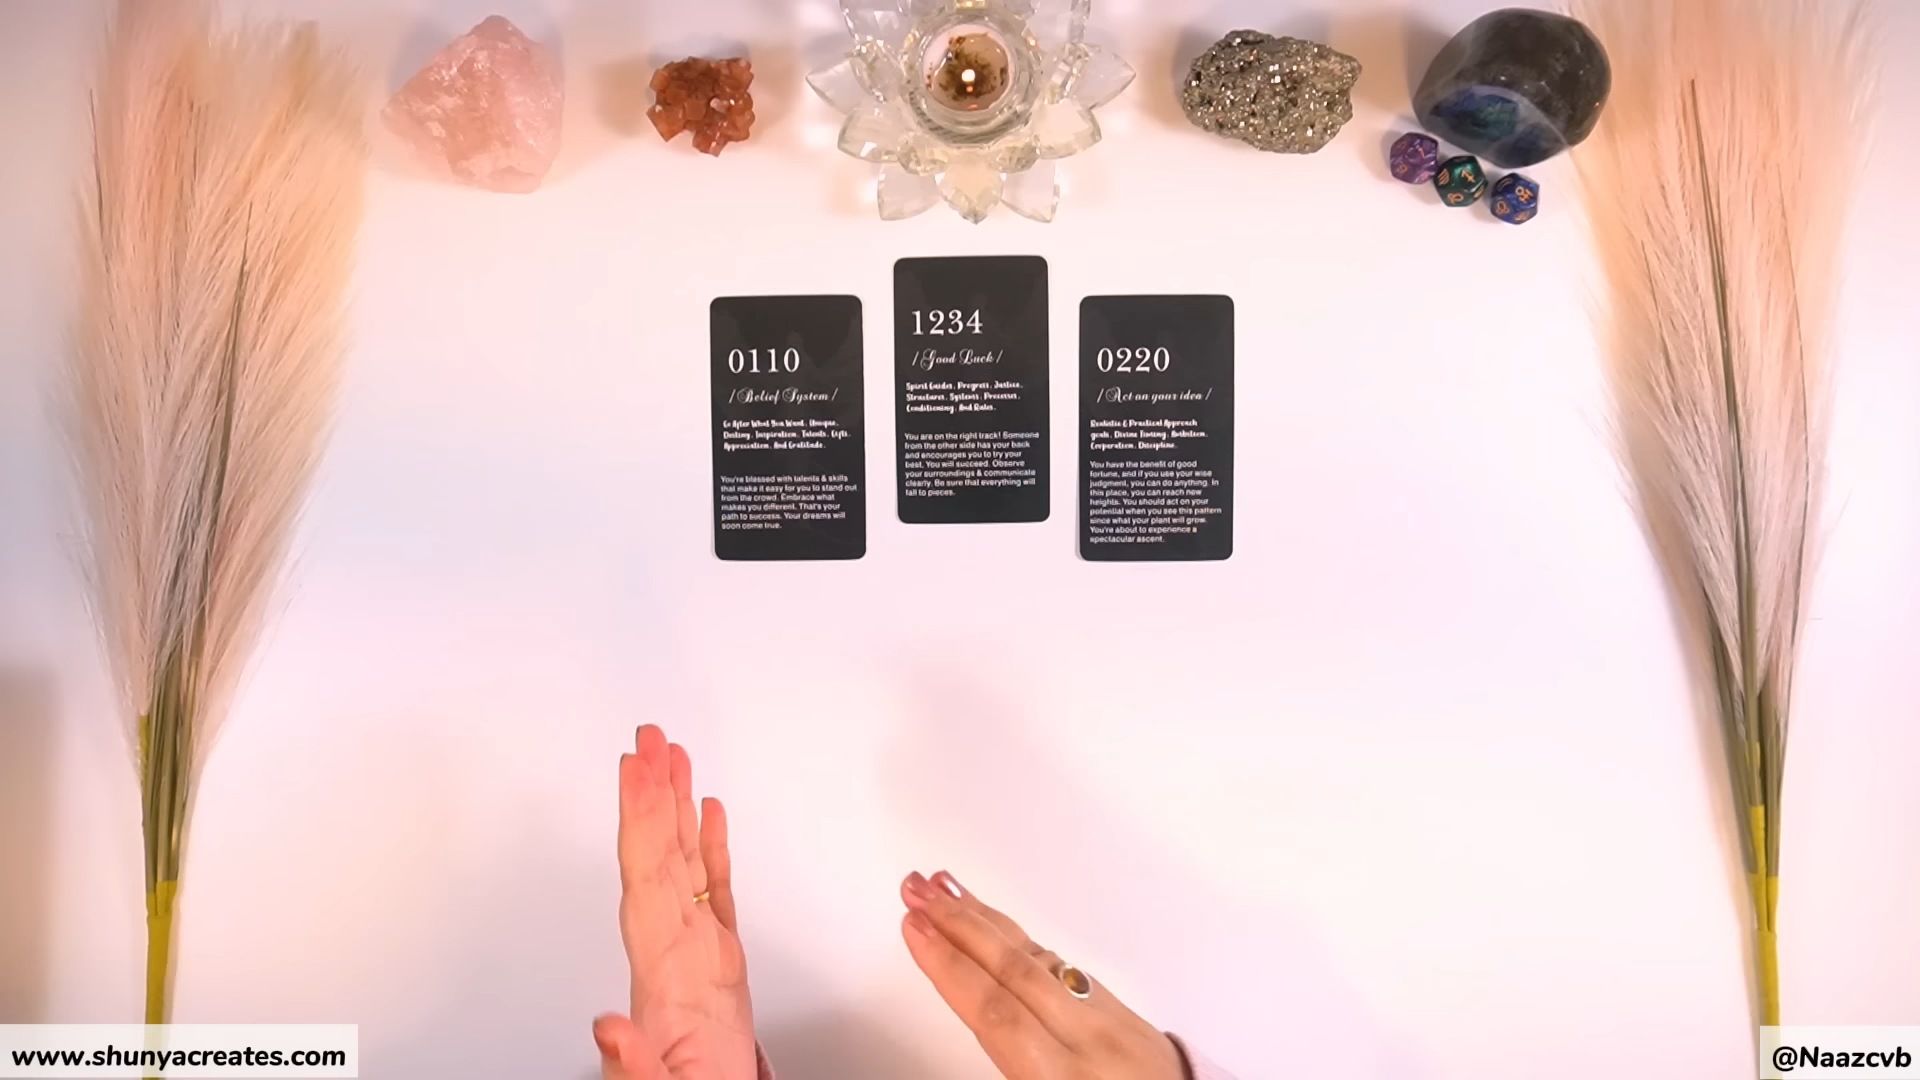 0110
/ Belief System /
Go After What You Want, Unique,
Destiny, Inspiration, Talents, Gifts,
Appreciation, And Gratitude.
You're blessed with talents & skills
that make it easy for you to stand out
from the crowd. Embrace what
makes you different. That's your
path to success. Your dreams will
soon come true.
1234
/ Good Luck /
Spirit Guides, Progress, Justice,
Structures, Systems, Processes,
Conditioning, And Rules.
You are on the right track! Someone
from the other side has your back
and encourages you to try your
best. You will succeed. Observe
your surroundings & communicate
clearly. Be sure that everything will
fall to pieces.
0220
/ Act on your idea /
Realistic & Practical Approach
goals, Divine Timing, Ambition,
Cooperation, Discipline.
You have the benefit of good
fortune, and if you use your wise
judgment, you can do anything. In
this place, you can reach new
heights. You should act on your
potential when you see this pattern
since what your plant will grow.
You're about to experience a
spectacular ascent.
www.shunyacreates.com
@Naazcvb